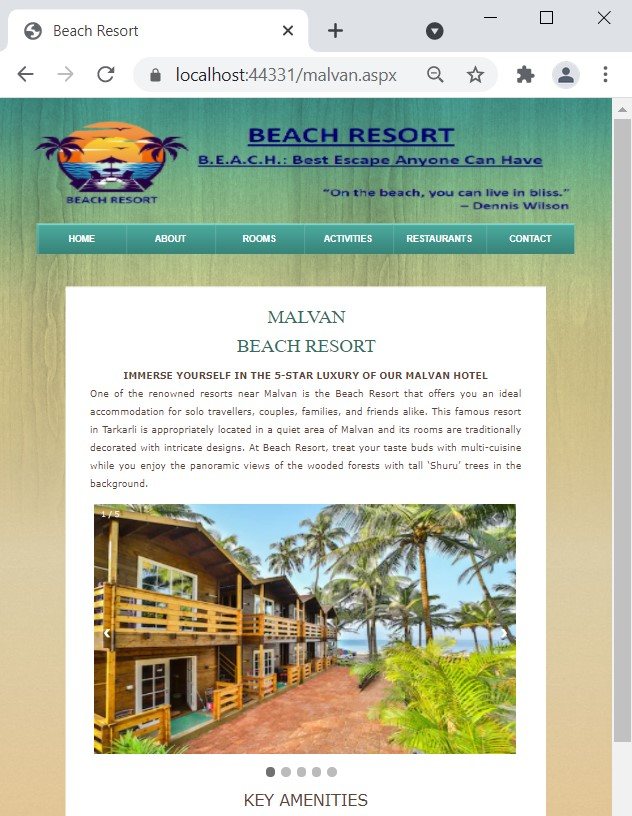 Beach Resort
localhost:44331/malvan.aspx
BEACH RESORT
B.E.A.C.H.: Best Escape Anyone Can Have
BEACH RESORT
“On the beach, you can live in bliss.”
– Dennis Wilson
HOME ABOUT ROOMS ACTIVITIES RESTAURANTS CONTACT
MALVAN
BEACH RESORT
IMMERSE YOURSELF IN THE 5-STAR LUXURY OF OUR MALVAN HOTEL
One of the renowned resorts near Malvan is the Beach Resort that offers you an ideal
accommodation for solo travellers, couples, families, and friends alike. This famous resort
in Tarkarli is appropriately located in a quiet area of Malvan and its rooms are traditionally
decorated with intricate designs. At Beach Resort, treat your taste buds with multi-cuisine
while you enjoy the panoramic views of the wooded forests with tall ‘Shuru’ trees in the
background.
1 / 5
KEY AMENITIES